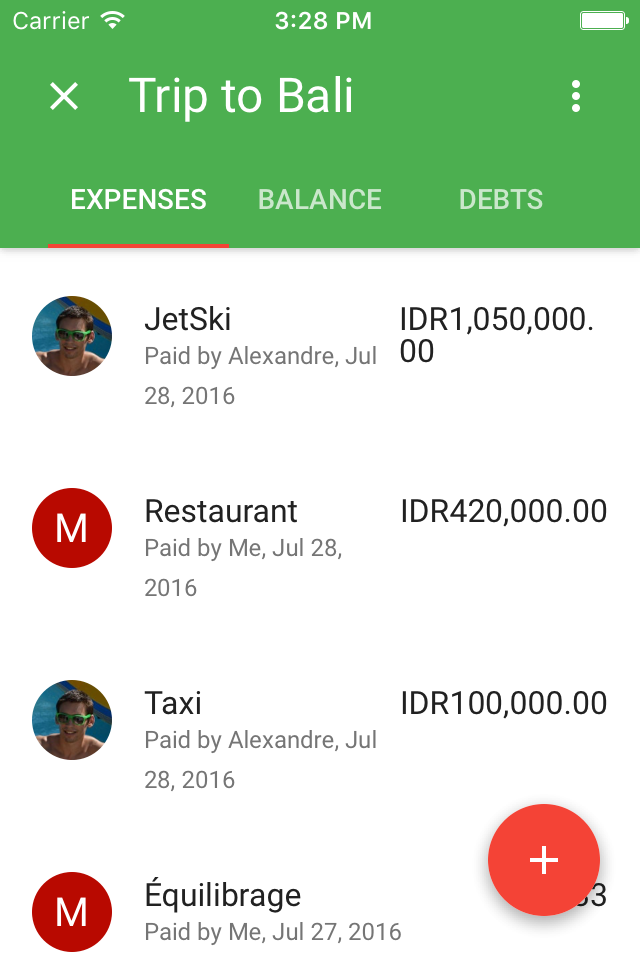 Carrier 3:28 PM
Trip to Bali
EXPENSES BALANCE DEBTS
JetSki IDR1,050,000.
00
Paid by Alexandre, Jul
28, 2016
M Restaurant IDR420,000.00
Paid by Me, Jul 28,
2016
Taxi IDR100,000.00
Paid by Alexandre, Jul
28, 2016
M Équilibrage
Paid by Me, Jul 27, 2016